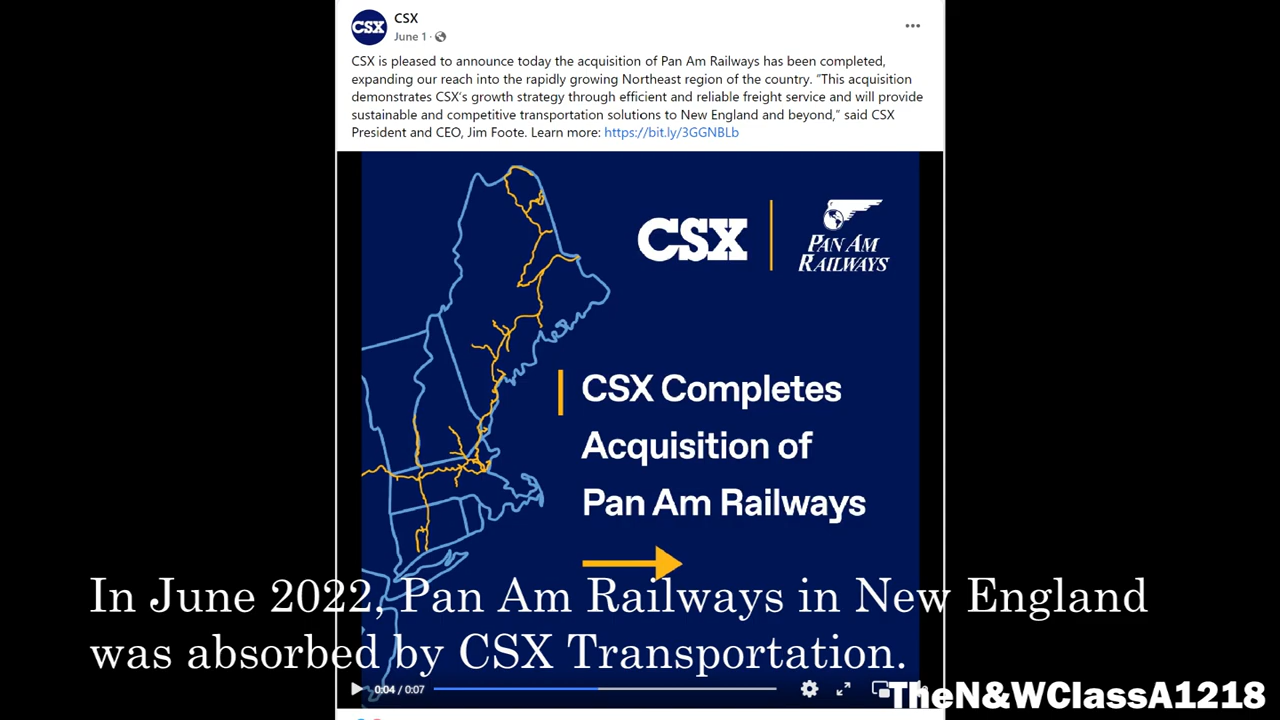 CSX
CSX
June 1 ·
CSX is pleased to announce today the acquisition of Pan Am Railways has been completed,
expanding our reach into the rapidly growing Northeast region of the country. “This acquisition
demonstrates CSX’s growth strategy through efficient and reliable freight service and will provide
sustainable and competitive transportation solutions to New England and beyond,” said CSX
President and CEO, Jim Foote. Learn more: https://bit.ly/3GGNBLb
CSX
PAN AM
RAILWAYS
CSX Completes
Acquisition of
Pan Am Railways
In June 2022, Pan Am Railways in New England
was absorbed by CSX Transportation.
0:04 / 0:07
TheN&WClassA1218